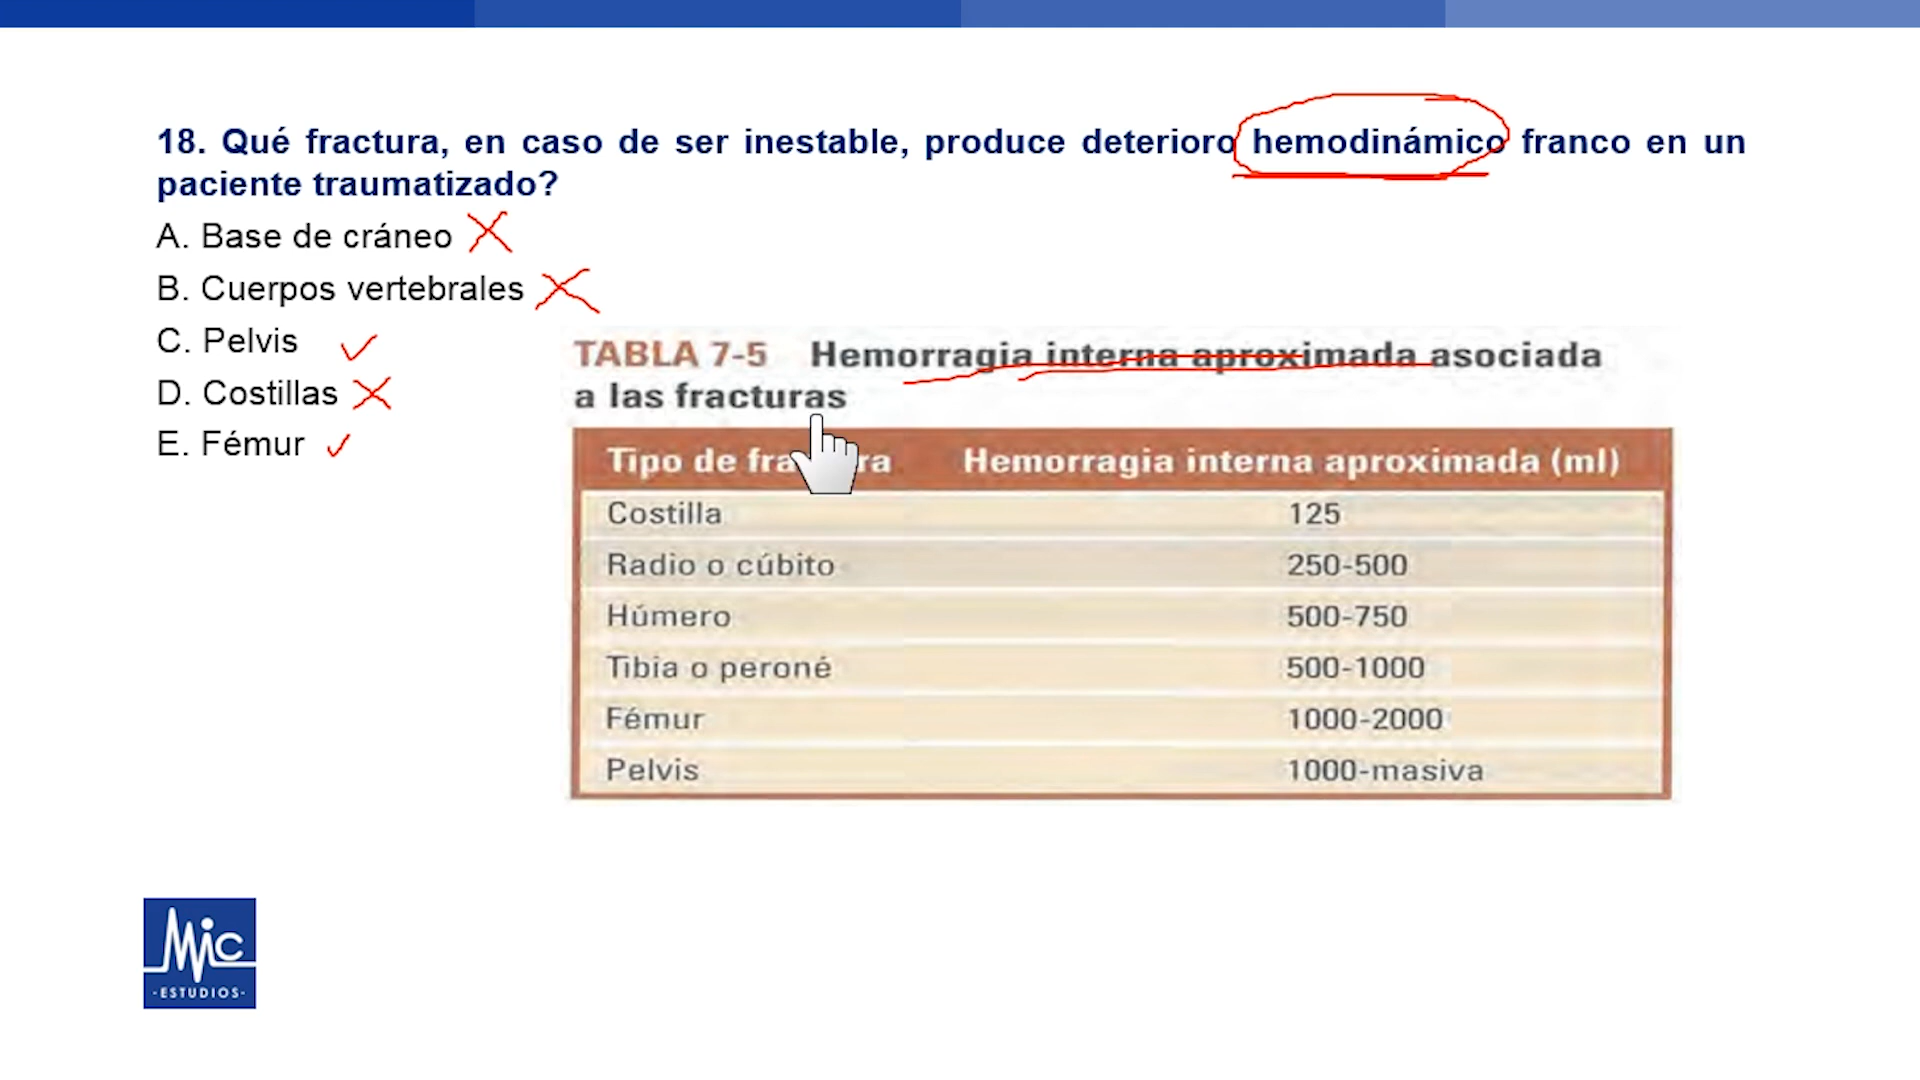 18. Qué fractura, en caso de ser inestable, produce deterioro hemodinámico franco en un
paciente traumatizado?
A. Base de cráneo
B. Cuerpos vertebrales
C. Pelvis
D. Costillas
E. Fémur
TABLA 7-5 Hemorragia interna aproximada asociada
a las fracturas
Tipo de Hemorragia interna aproximada (ml)
Costilla 125
Radio o cúbito 250-500
Húmero 500-750
Tibia o peroné 500-1000
Fémur 1000-2000
Pelvis 1000-masiva
Mic
·ESTUDIOS·